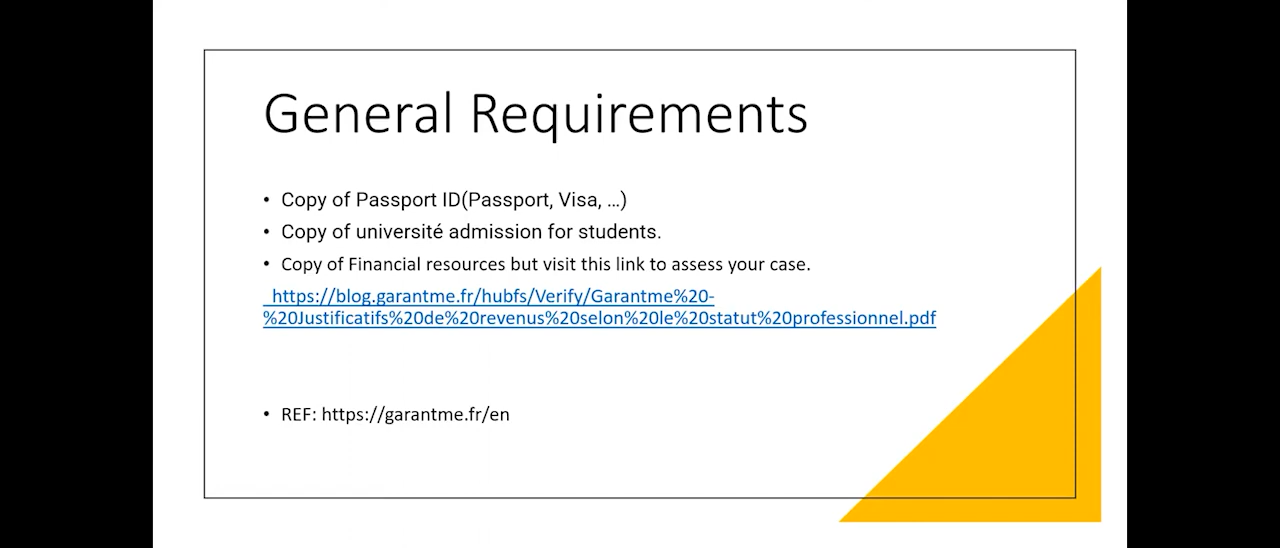 General Requirements
• Copy of Passport ID(Passport, Visa, ...)
• Copy of université admission for students.
• Copy of Financial resources but visit this link to assess your case.
https://blog.garantme.fr/hubfs/Verify/Garantme%20-
%20Justificatifs%20de%20revenus%20selon%20le%20statut%20professionnel.pdf
• REF: https://garantme.fr/en